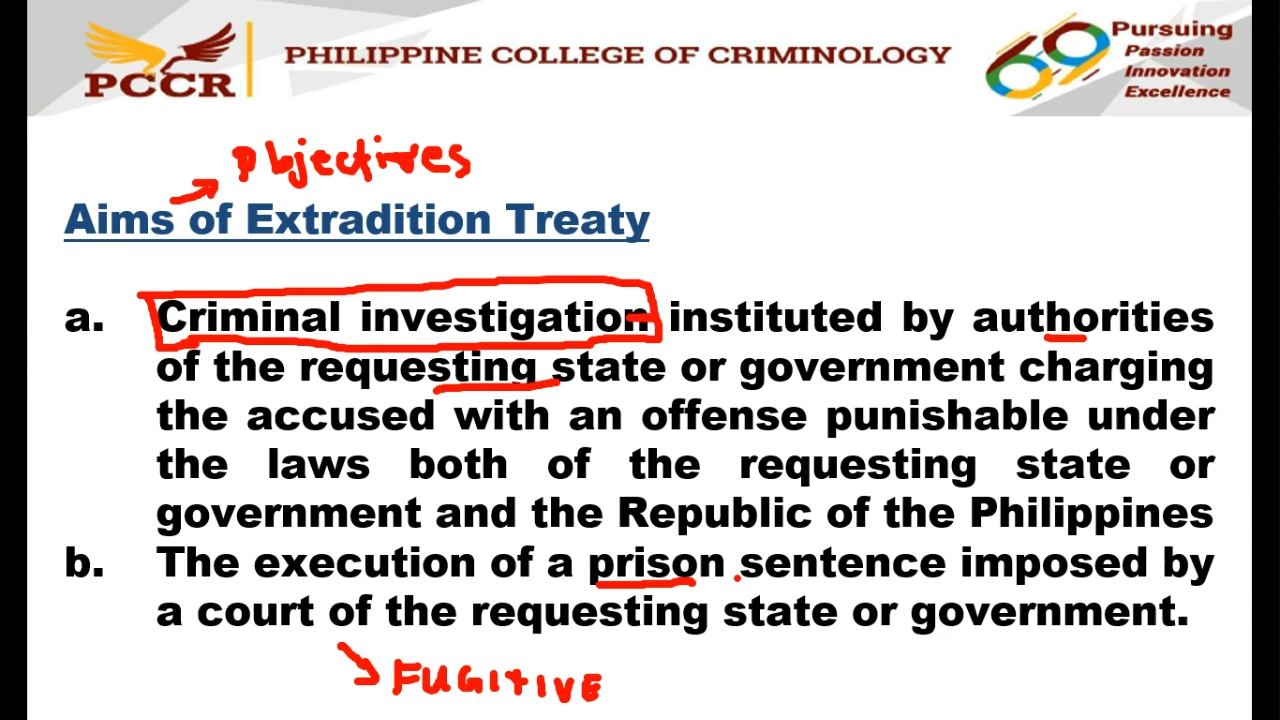 PCCR
PHILIPPINE COLLEGE OF CRIMINOLOGY
69
Pursuing
Passion
Innovation
Excellence
Objectives
Aims of Extradition Treaty
a. Criminal investigation instituted by authorities
of the requesting state or government charging
the accused with an offense punishable under
the laws both of the requesting state or
government and the Republic of the Philippines
b. The execution of a prison sentence imposed by
a court of the requesting state or government.
FUGITIVE